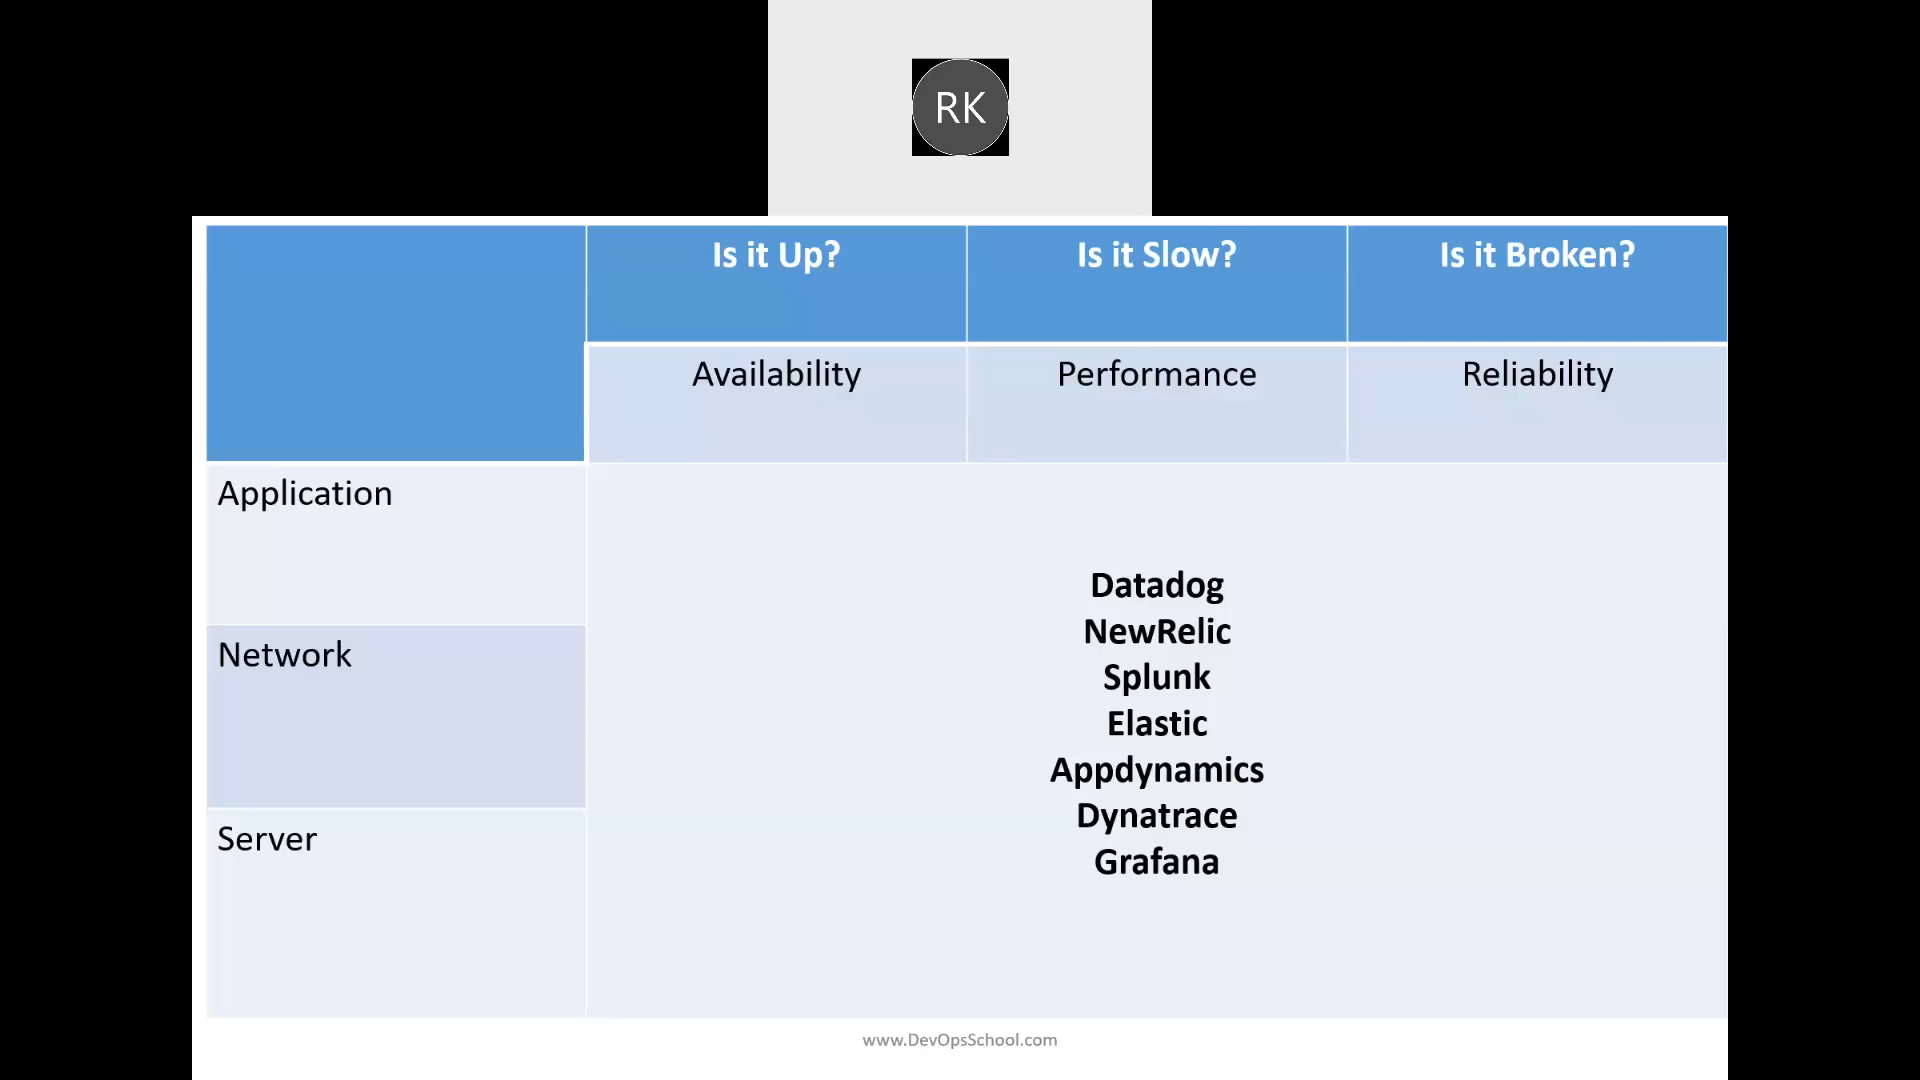 RK
Is it Up?
Is it Slow?
Is it Broken?
Availability
Performance
Reliability
Application
Network
Server
Datadog
NewRelic
Splunk
Elastic
Appdynamics
Dynatrace
Grafana
www.DevOpsSchool.com